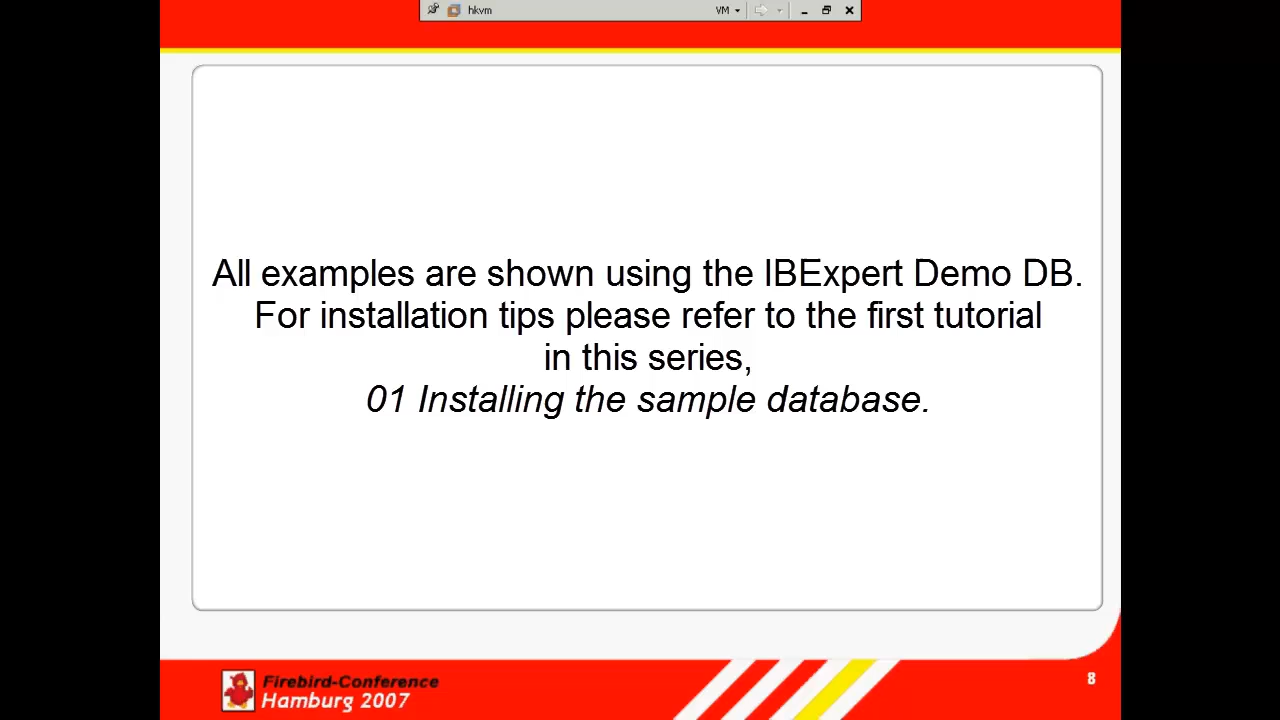 hkvm
VM
All examples are shown using the IBExpert Demo DB.
For installation tips please refer to the first tutorial
in this series,
01 Installing the sample database.
Firebird-Conference
Hamburg 2007
8